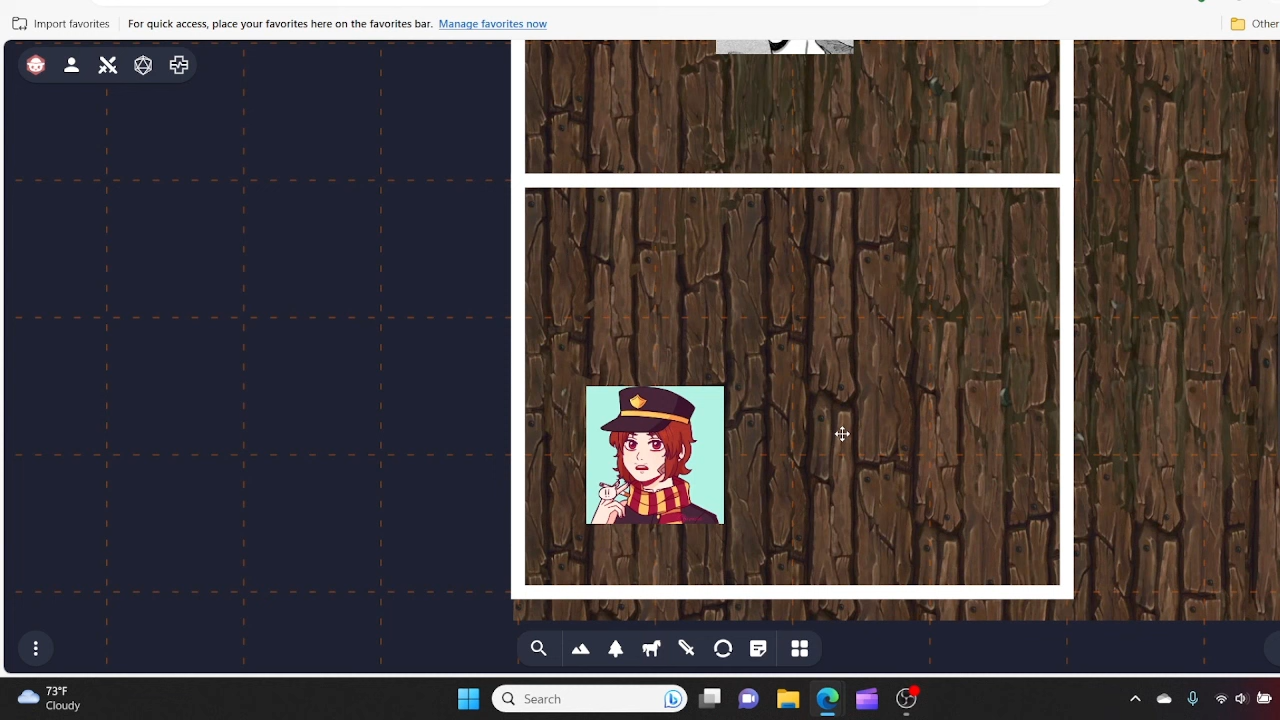 Import favorites
For quick access, place your favorites here on the favorites bar. Manage favorites now
Other
73°F
Cloudy
Search